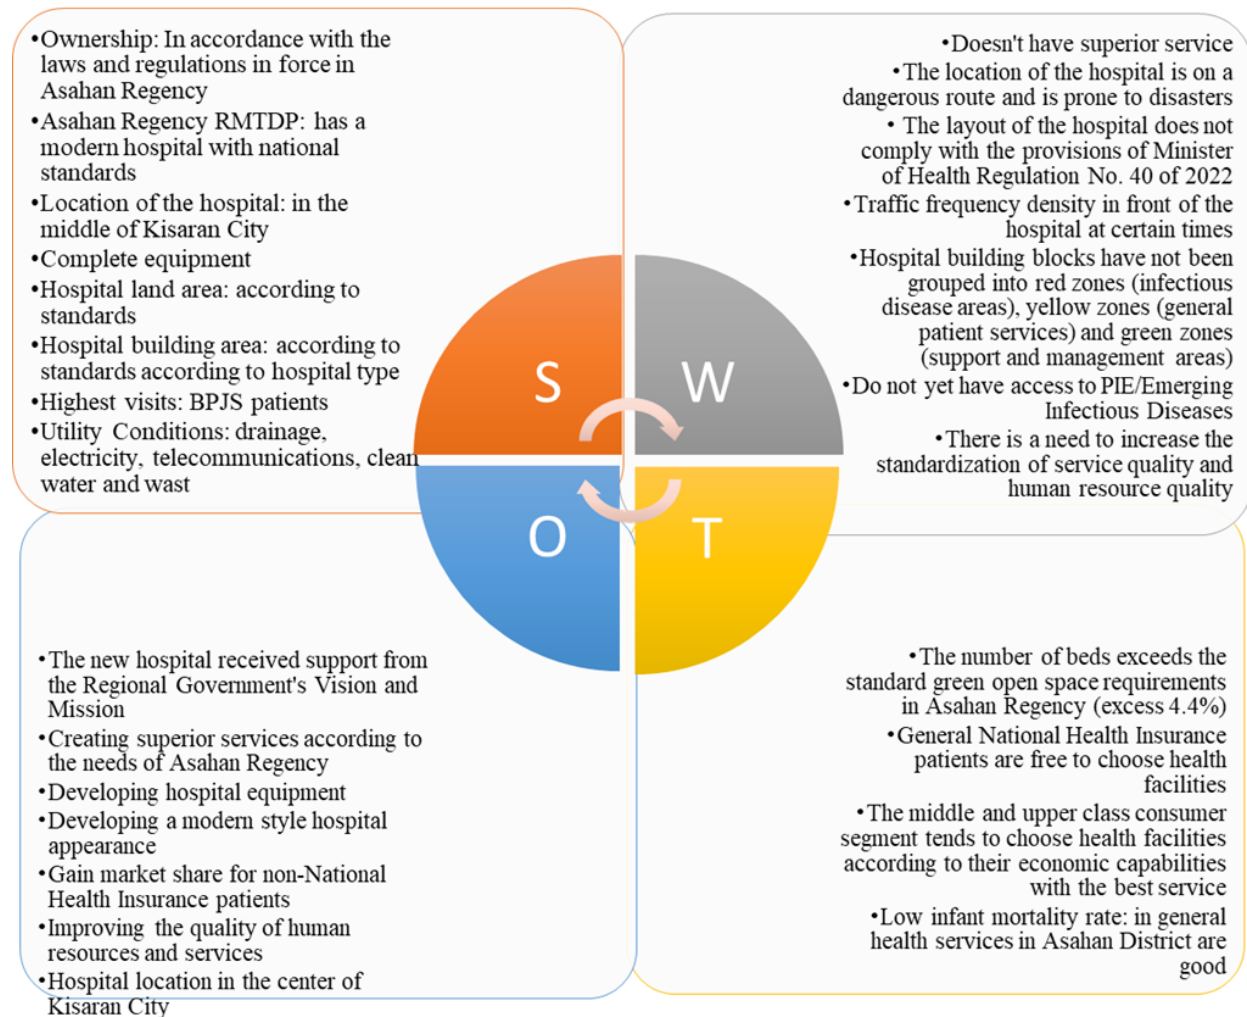 •Ownership: In accordance with the
laws and regulations in force in
Asahan Regency
•Asahan Regency RMTDP: has a
modern hospital with national
standards
•Location of the hospital: in the
middle of Kisaran City
•Complete equipment
•Hospital land area: according to
standards
•Hospital building area: according to
standards according to hospital type
•Highest visits: BPJS patients
•Utility Conditions: drainage,
electricity, telecommunications, clean
water and wast
•Doesn't have superior service
•The location of the hospital is on a
dangerous route and is prone to disasters
• The layout of the hospital does not
comply with the provisions of Minister
of Health Regulation No. 40 of 2022
•Traffic frequency density in front of the
hospital at certain times
•Hospital building blocks have not been
grouped into red zones (infectious
disease areas), yellow zones (general
patient services) and green zones
(support and management areas)
•Do not yet have access to PIE/Emerging
Infectious Diseases
•There is a need to increase the
standardization of service quality and
human resource quality
S
W
O
T
•The new hospital received support from
the Regional Government's Vision and
Mission
•Creating superior services according to
the needs of Asahan Regency
•Developing hospital equipment
•Developing a modern style hospital
appearance
•Gain market share for non-National
Health Insurance patients
•Improving the quality of human
resources and services
•Hospital location in the center of
Kisaran City
•The number of beds exceeds the
standard green open space requirements
in Asahan Regency (excess 4.4%)
•General National Health Insurance
patients are free to choose health
facilities
•The middle and upper class consumer
segment tends to choose health facilities
according to their economic capabilities
with the best service
•Low infant mortality rate: in general
health services in Asahan District are
good